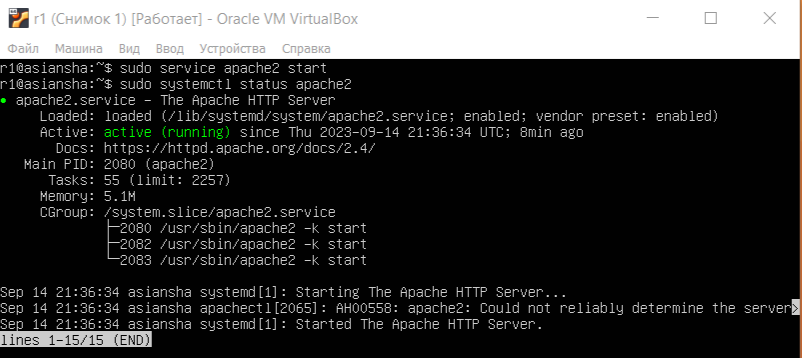 r1 (Снимок 1) [Работает] - Oracle VM VirtualBox
Файл Машина Вид Ввод Устройства Справка
r1@asiansha:~$ sudo service apache2 start
r1@asiansha:~$ sudo systemctl status apache2
● apache2.service - The Apache HTTP Server
     Loaded: loaded (/lib/systemd/system/apache2.service; enabled; vendor preset: enabled)
     Active: active (running) since Thu 2023-09-14 21:36:34 UTC; 8min ago
       Docs: https://httpd.apache.org/docs/2.4/
   Main PID: 2080 (apache2)
      Tasks: 55 (limit: 2257)
     Memory: 5.1M
     CGroup: /system.slice/apache2.service
             ├─2080 /usr/sbin/apache2 -k start
             ├─2082 /usr/sbin/apache2 -k start
             └─2083 /usr/sbin/apache2 -k start

Sep 14 21:36:34 asiansha systemd[1]: Starting The Apache HTTP Server...
Sep 14 21:36:34 asiansha apachectl[2065]: AH00558: apache2: Could not reliably determine the server>
Sep 14 21:36:34 asiansha systemd[1]: Started The Apache HTTP Server.
lines 1-15/15 (END)